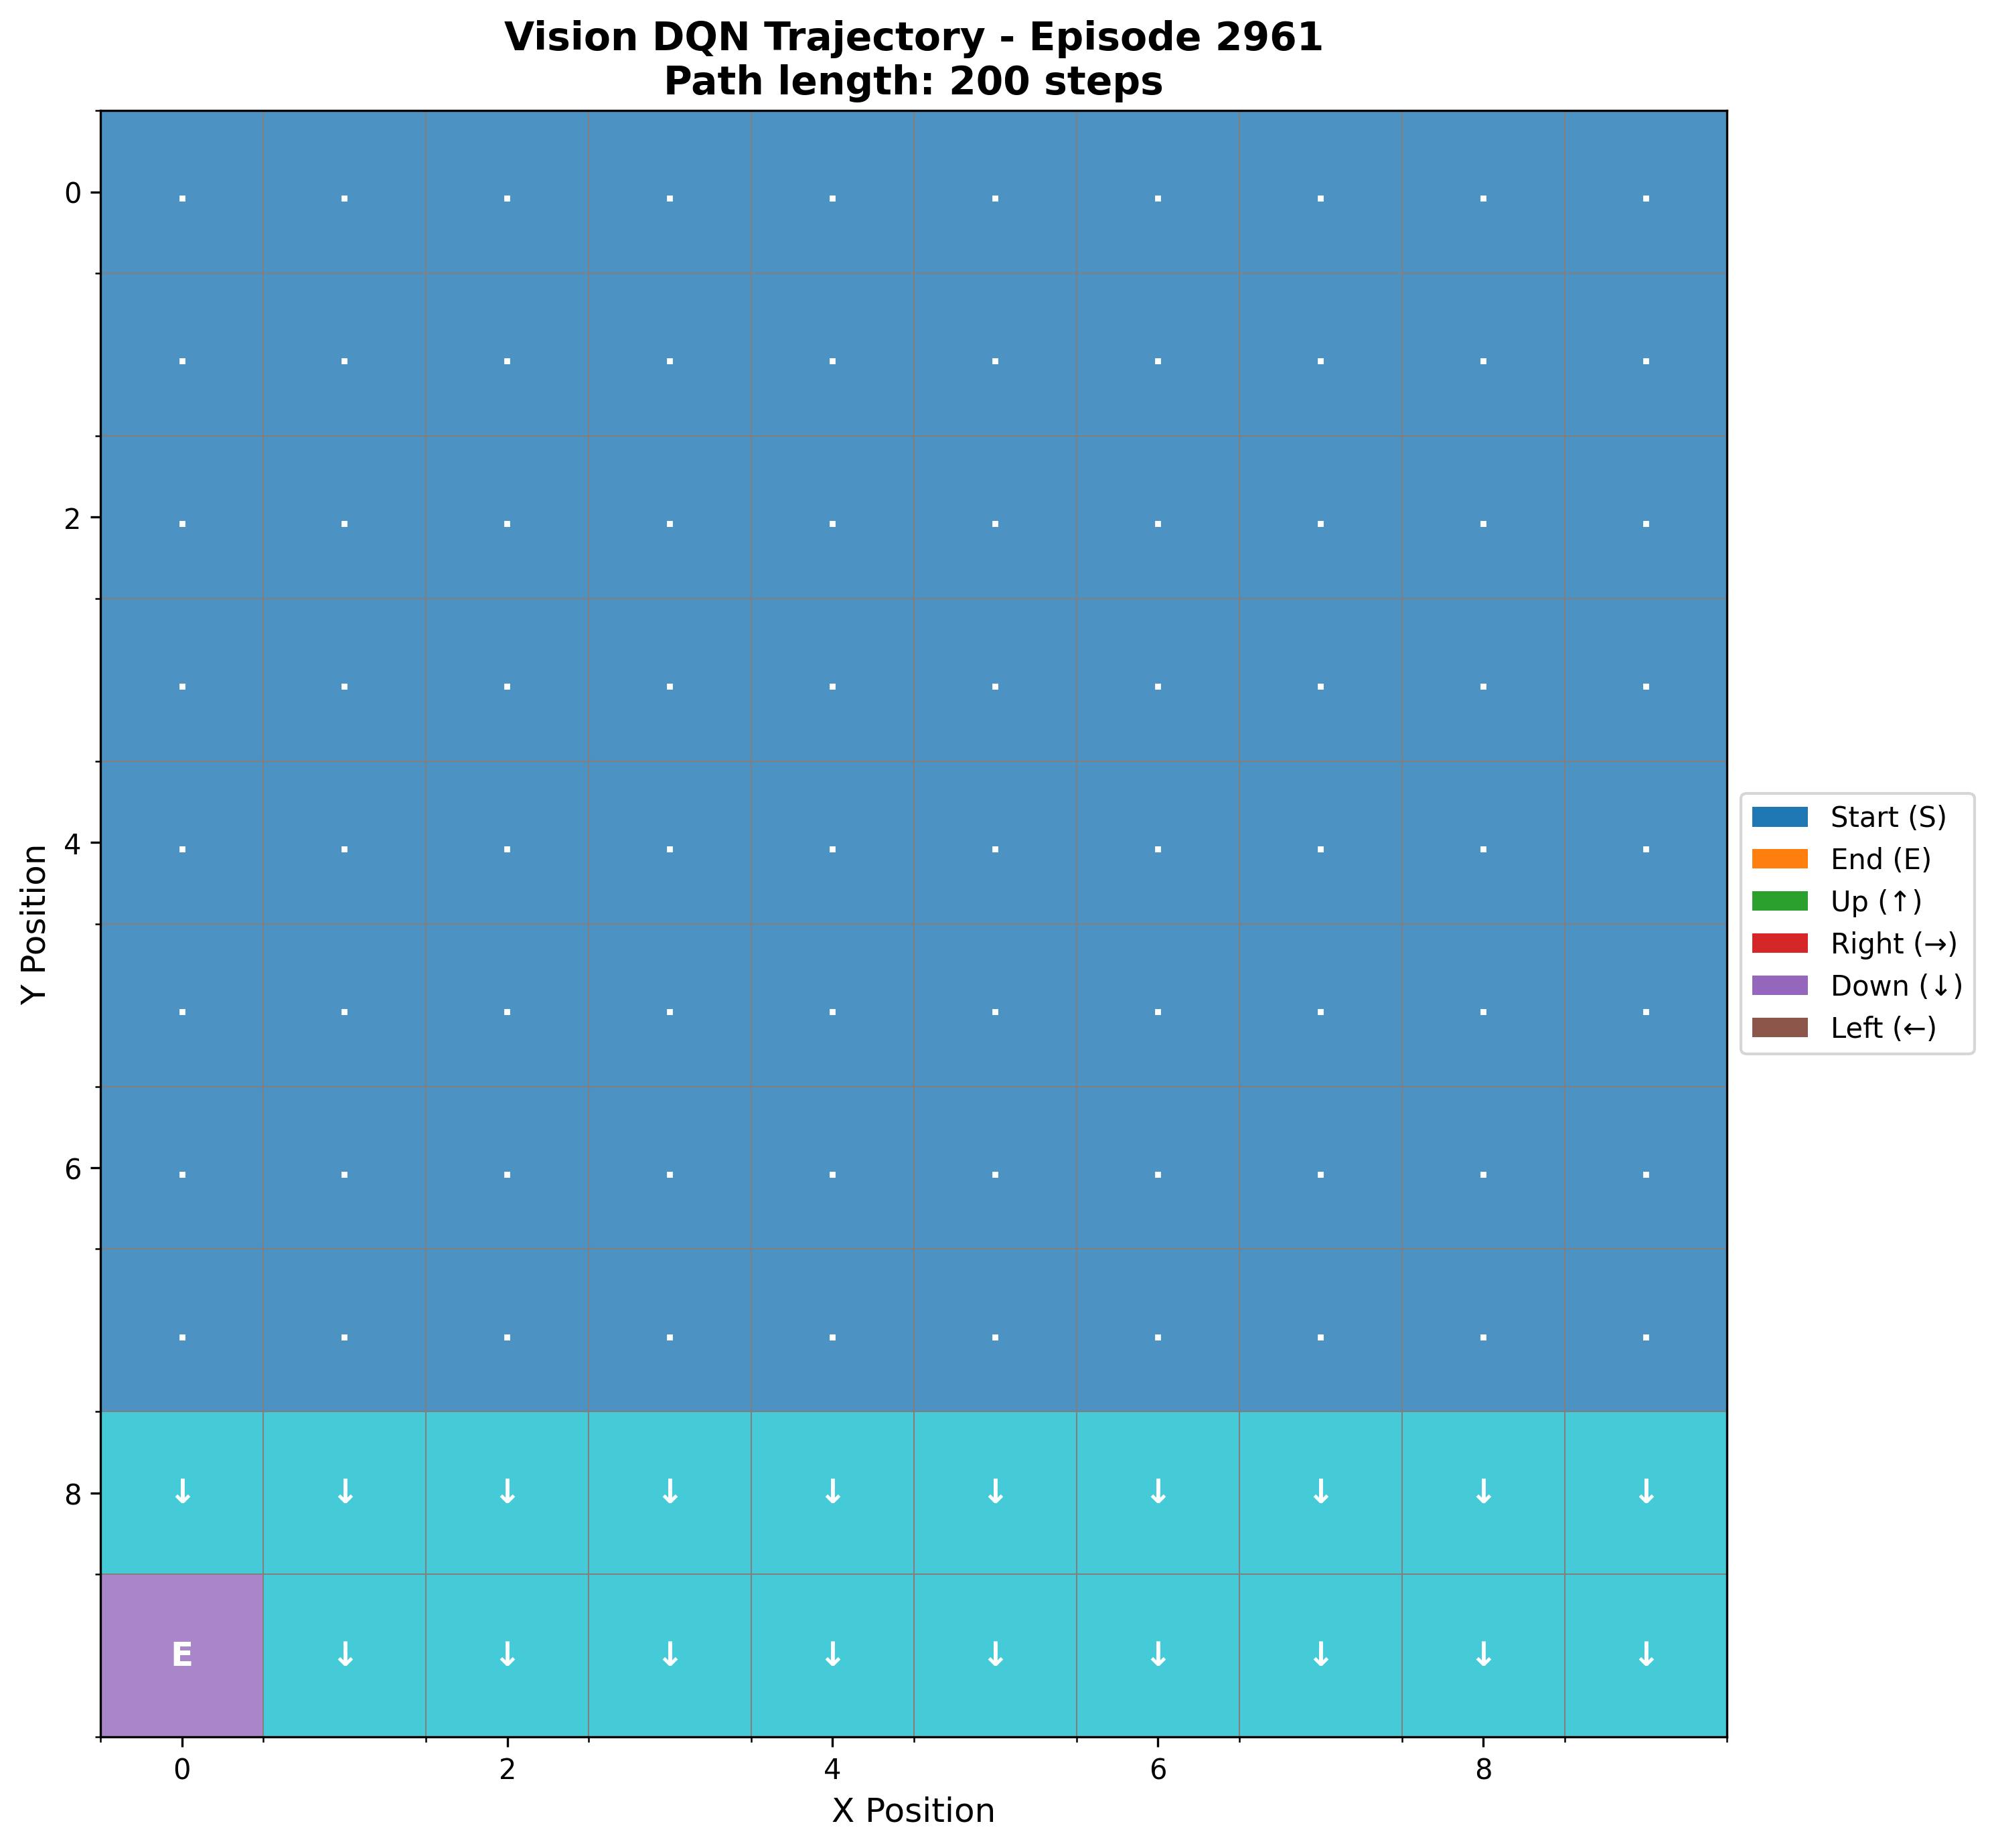 Vision DQN Trajectory - Episode 2961
Path length: 200 steps
Y Position
0
. . . . . . . . . .
. . . . . . . . . .
2
. . . . . . . . . .
. . . . . . . . . .
4
. . . . . . . . . .
. . . . . . . . . .
6
. . . . . . . . . .
. . . . . . . . . .
8
↓ ↓ ↓ ↓ ↓ ↓ ↓ ↓ ↓ ↓
E ↓ ↓ ↓ ↓ ↓ ↓ ↓ ↓ ↓
0 2 4 6 8
X Position
Start (S)
End (E)
Up (↑)
Right (→)
Down (↓)
Left (←)